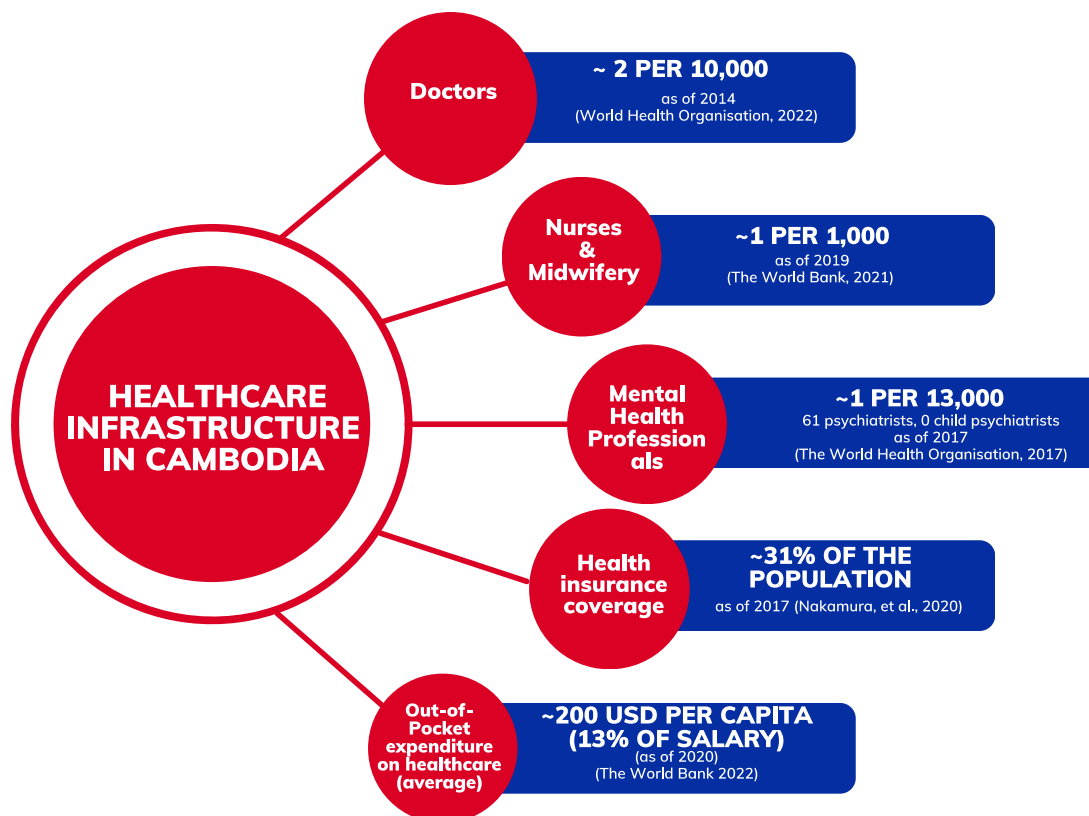 HEALTHCARE
INFRASTRUCTURE
IN CAMBODIA
Doctors
~ 2 PER 10,000
as of 2014
(World Health Organisation, 2022)
Nurses
&
Midwifery
~1 PER 1,000
as of 2019
(The World Bank, 2021)
Mental
Health
Profession
als
~1 PER 13,000
61 psychiatrists, 0 child psychiatrists
as of 2017
(The World Health Organisation, 2017)
Health
insurance
coverage
~31% OF THE
POPULATION
as of 2017 (Nakamura, et al., 2020)
Out-of-
Pocket
expenditure
on healthcare
(average)
~200 USD PER CAPITA
(13% OF SALARY)
(as of 2020)
(The World Bank 2022)